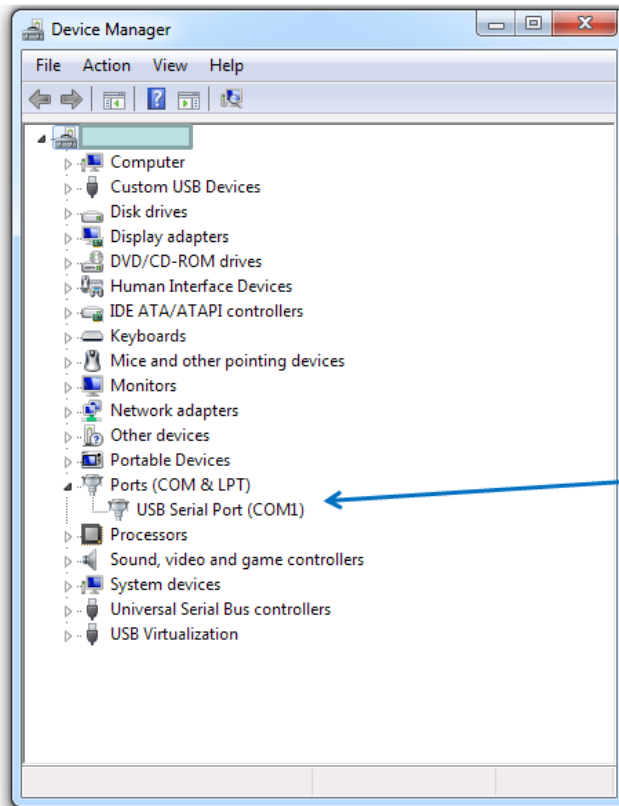 Device Manager
File Action View Help
Computer
Custom USB Devices
Disk drives
Display adapters
DVD/CD-ROM drives
Human Interface Devices
IDE ATA/ATAPI controllers
Keyboards
Mice and other pointing devices
Monitors
Network adapters
Other devices
Portable Devices
Ports (COM & LPT)
USB Serial Port (COM1)
Processors
Sound, video and game controllers
System devices
Universal Serial Bus controllers
USB Virtualization